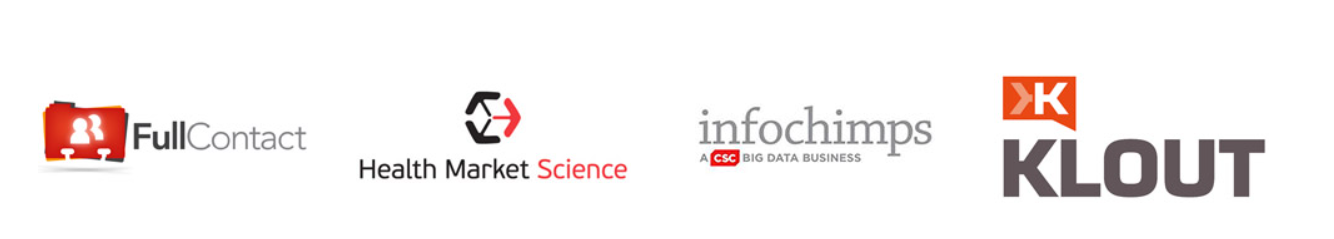 FullContact
Health Market Science
infochimps
A CSC BIG DATA BUSINESS
K
KLOUT